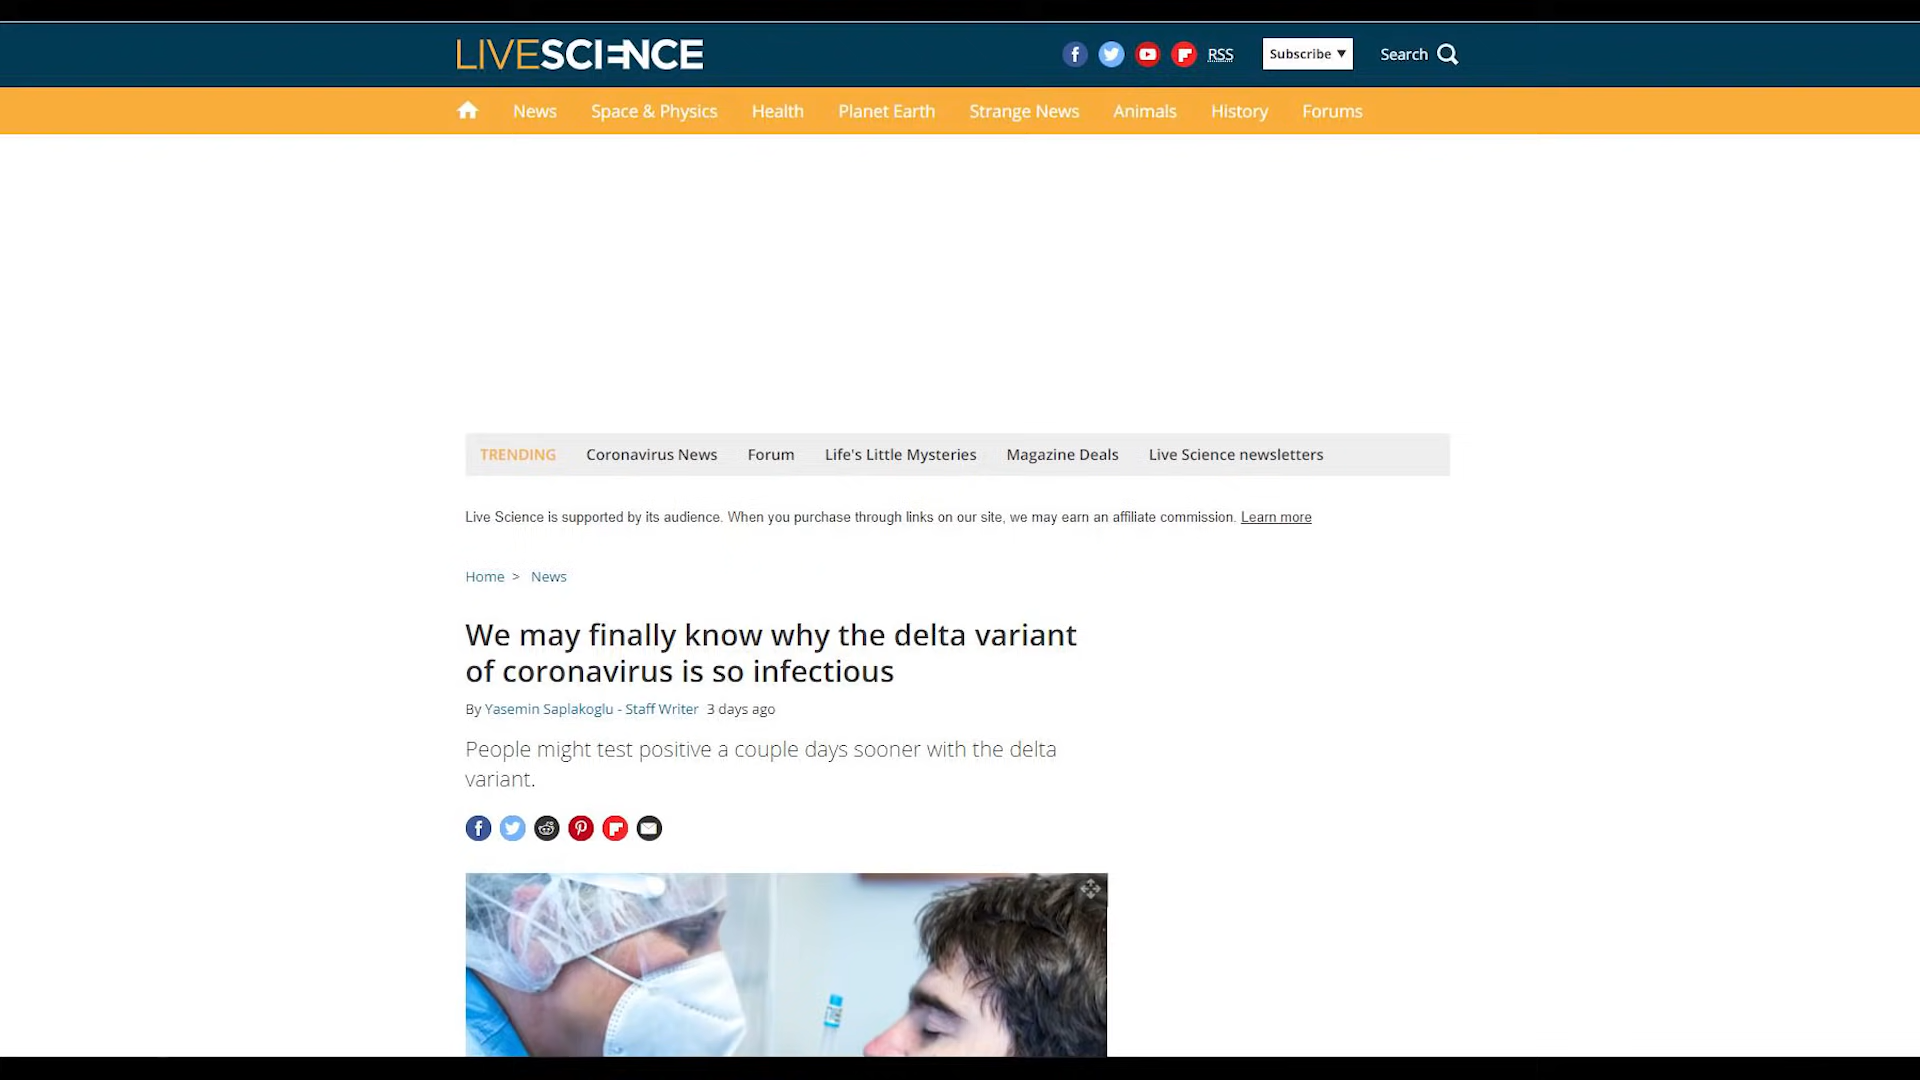 LIVESCIENCE
RSS
Subscribe ▼
Search
News Space & Physics Health Planet Earth Strange News Animals History Forums
TRENDING Coronavirus News Forum Life's Little Mysteries Magazine Deals Live Science newsletters
Live Science is supported by its audience. When you purchase through links on our site, we may earn an affiliate commission. Learn more
Home > News
We may finally know why the delta variant
of coronavirus is so infectious
By Yasemin Saplakoglu - Staff Writer 3 days ago
People might test positive a couple days sooner with the delta
variant.